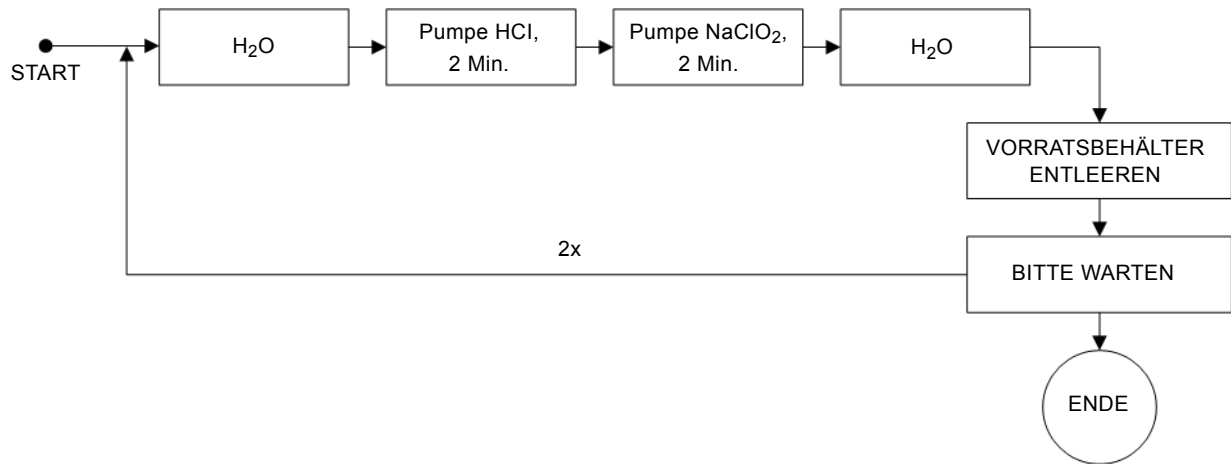 START
H₂O
Pumpe HCl,
2 Min.
Pumpe NaClO₂,
2 Min.
H₂O
VORRATSBEHÄLTER
ENTLEEREN
BITTE WARTEN
2x
ENDE